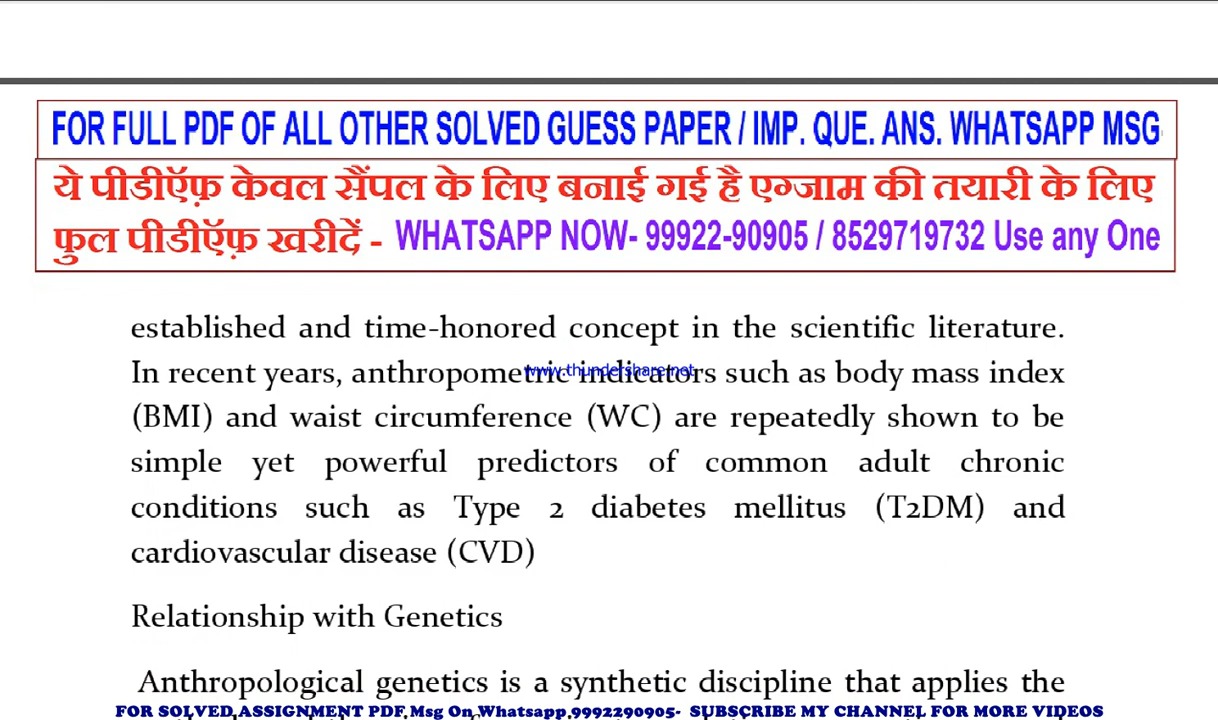 FOR FULL PDF OF ALL OTHER SOLVED GUESS PAPER / IMP. QUE. ANS. WHATSAPP MSG
ये पीडीऍफ़ केवल सैंपल के लिए बनाई गई है एग्जाम की तयारी के लिए
फुल पीडीऍफ़ खरीदें - WHATSAPP NOW- 99922-90905 / 8529719732 Use any One
established and time-honored concept in the scientific literature.
In recent years, anthropometric indicators such as body mass index
www.thundershare.net
(BMI) and waist circumference (WC) are repeatedly shown to be
simple yet powerful predictors of common adult chronic
conditions such as Type 2 diabetes mellitus (T2DM) and
cardiovascular disease (CVD)
Relationship with Genetics
Anthropological genetics is a synthetic discipline that applies the
FOR SOLVED ASSIGNMENT PDF Msg On Whatsapp 9992290905- SUBSCRIBE MY CHANNEL FOR MORE VIDEOS